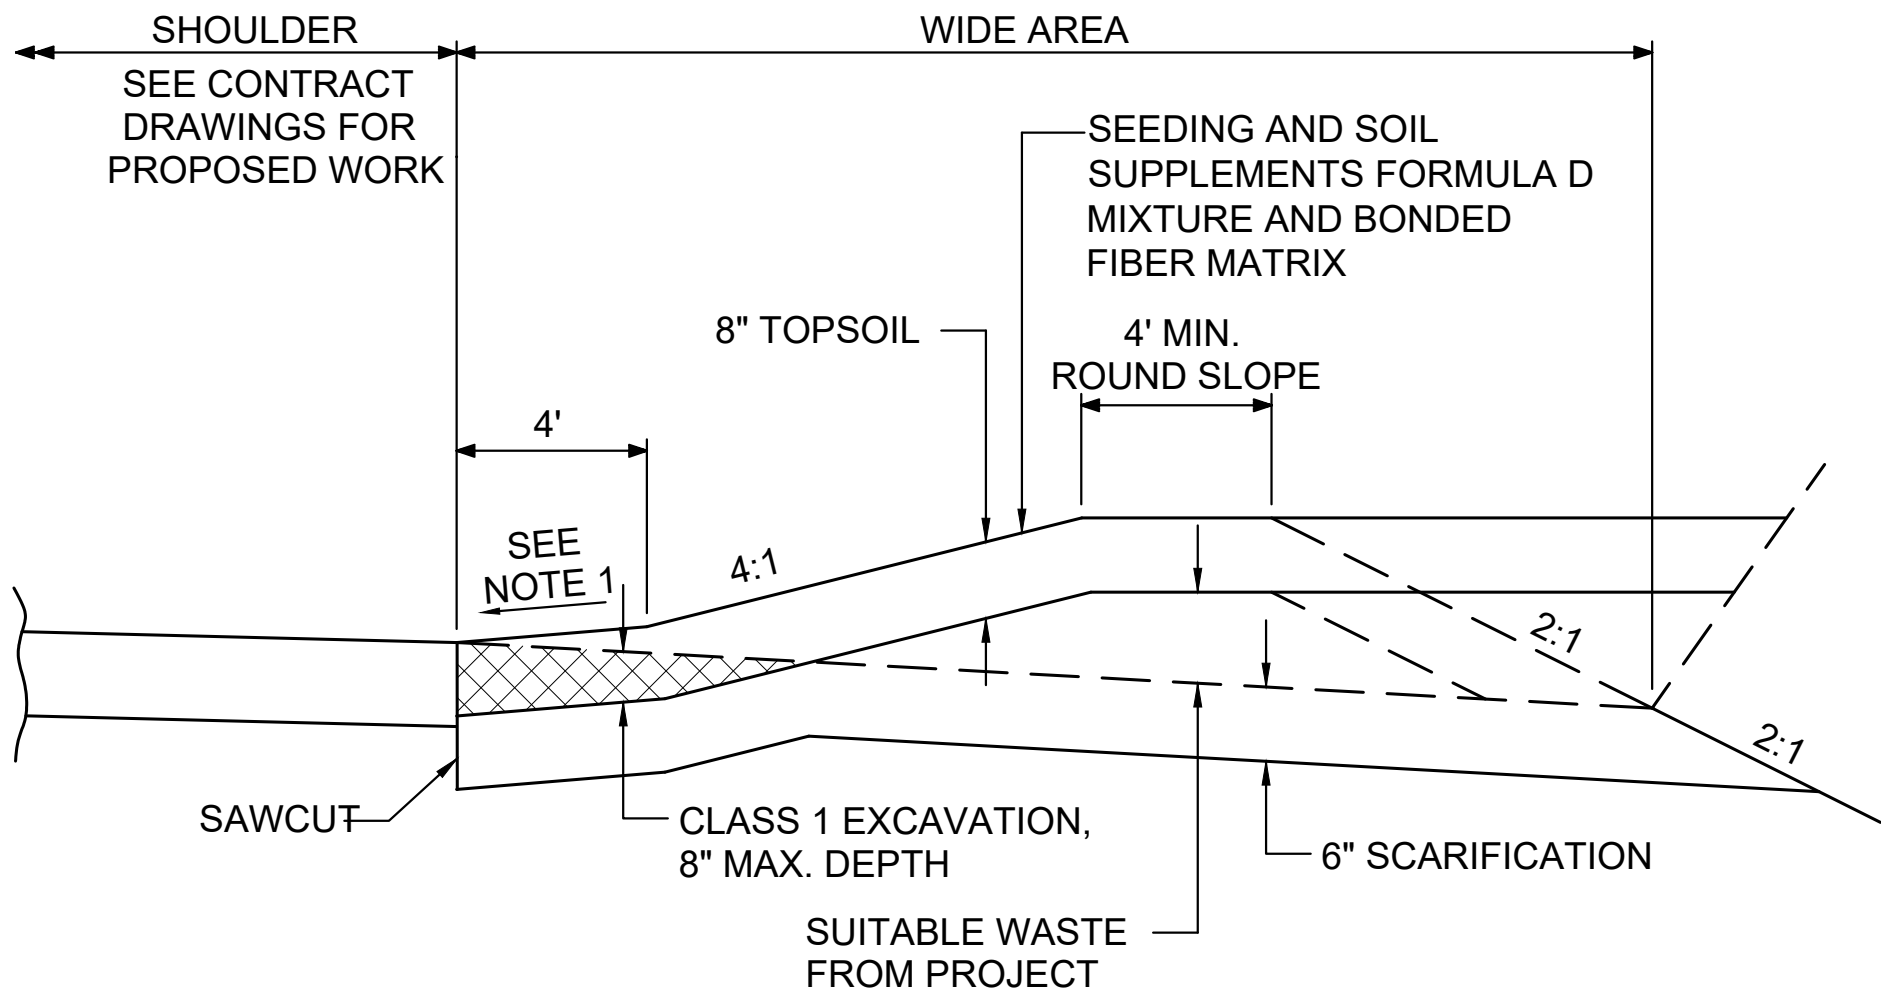 SHOULDER
WIDE AREA
SEE CONTRACT
DRAWINGS FOR
PROPOSED WORK
SEEDING AND SOIL
SUPPLEMENTS FORMULA D
MIXTURE AND BONDED
FIBER MATRIX
8" TOPSOIL
4' MIN.
ROUND SLOPE
4'
SEE
NOTE 1
4:1
2:1
2:1
SAWCUT
CLASS 1 EXCAVATION,
8" MAX. DEPTH
6" SCARIFICATION
SUITABLE WASTE
FROM PROJECT